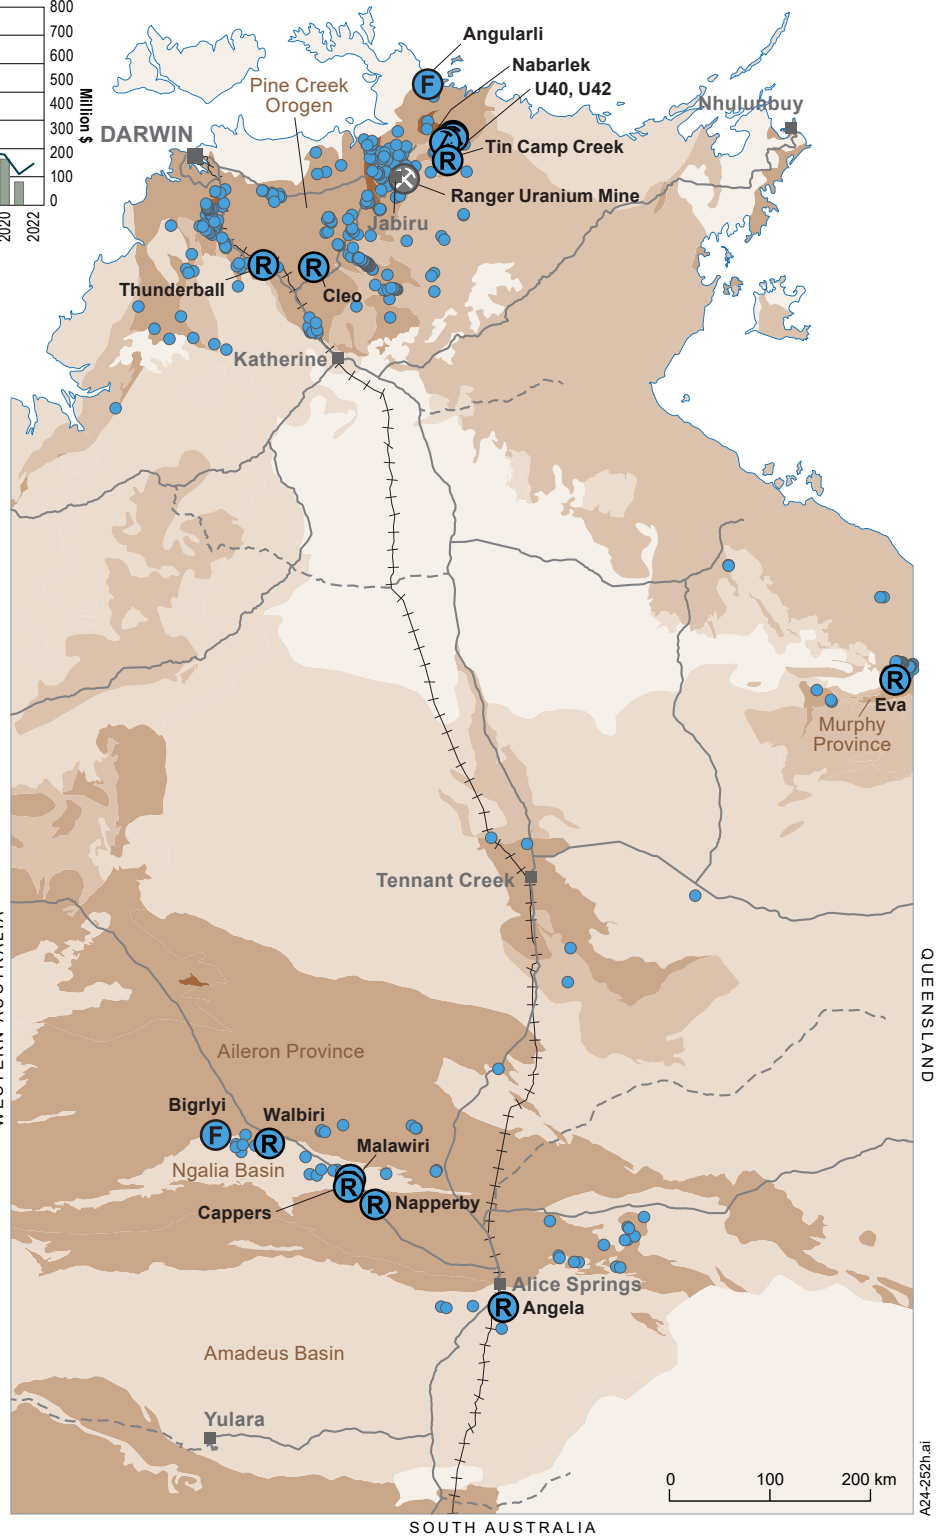 800
700
600
500
400
300
200
100
0
Million $
2020
2022
Angularli
F
Nabarlek
U40, U42
Pine Creek
Orogen
Nhulunbuy
DARWIN
Tin Camp Creek
R
Ranger Uranium Mine
Jabiru
R
R
Thunderball
Cleo
Katherine
R
Eva
Murphy
Province
Tennant Creek
WESTERN AUSTRALIA
QUEENSLAND
Aileron Province
Bigrlyi
Walbiri
F
R
Malawiri
Ngalia Basin
R
R
Napperby
Cappers
Alice Springs
R
Angela
Amadeus Basin
Yulara
0
100
200 km
A24-252h.ai
SOUTH AUSTRALIA